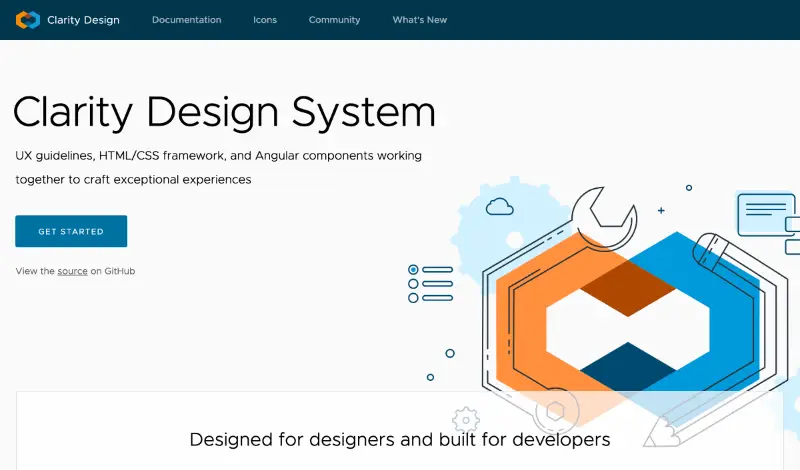 Clarity Design
Documentation
Icons
Community
What's New
Clarity Design System
UX guidelines, HTML/CSS framework, and Angular components working
together to craft exceptional experiences
GET STARTED
View the source on GitHub
Designed for designers and built for developers